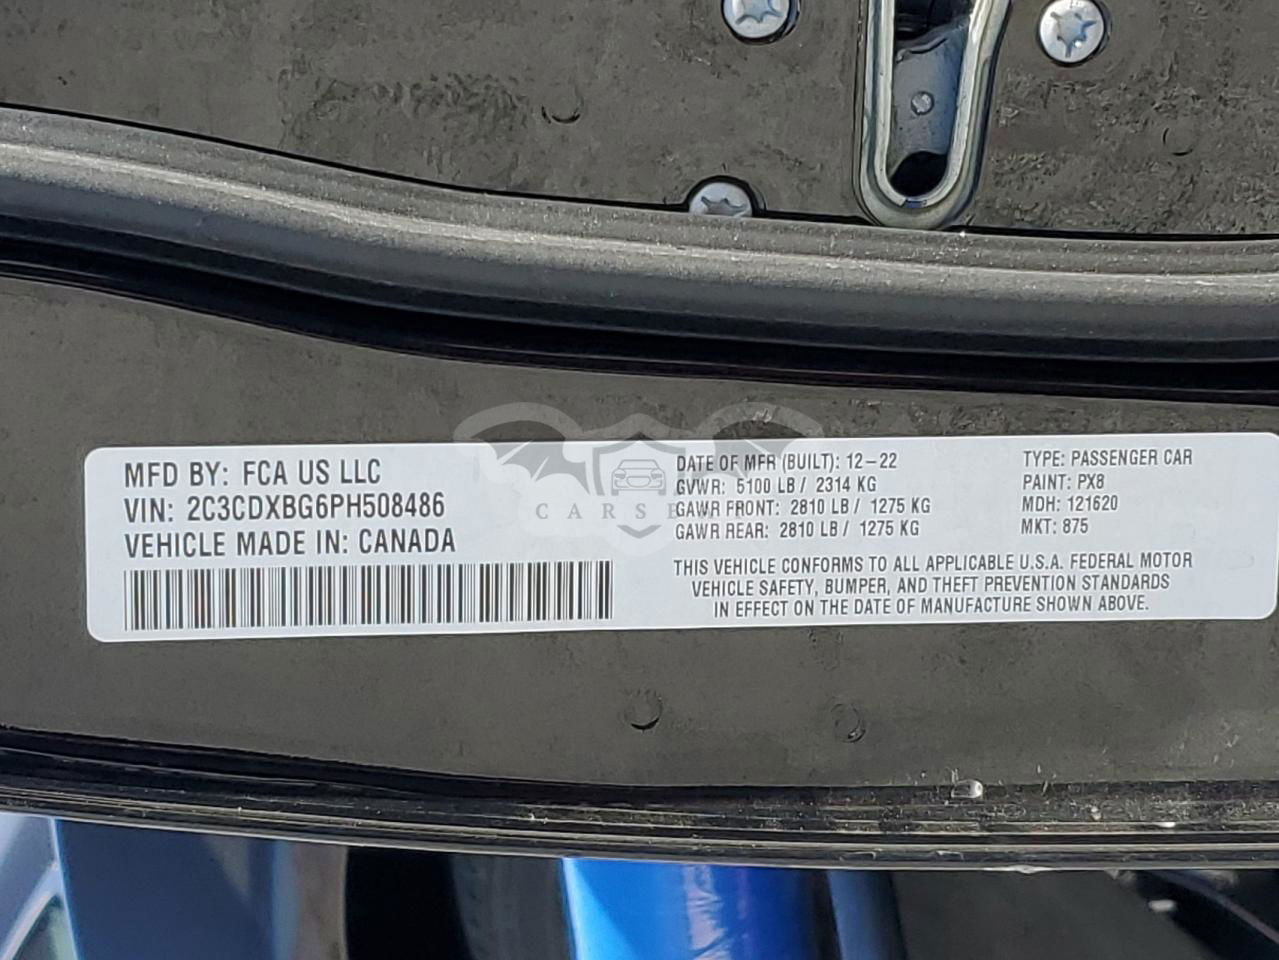 MFD BY: FCA US LLC
VIN: 2C3CDXBG6PH508486
VEHICLE MADE IN: CANADA
DATE OF MFR (BUILT): 12-22
GVWR: 5100 LB / 2314 KG
GAWR FRONT: 2810 LB / 1275 KG
GAWR REAR: 2810 LB / 1275 KG
TYPE: PASSENGER CAR
PAINT: PX8
MDH: 121620
MKT: 875
THIS VEHICLE CONFORMS TO ALL APPLICABLE U.S.A. FEDERAL MOTOR
VEHICLE SAFETY, BUMPER, AND THEFT PREVENTION STANDARDS
IN EFFECT ON THE DATE OF MANUFACTURE SHOWN ABOVE.